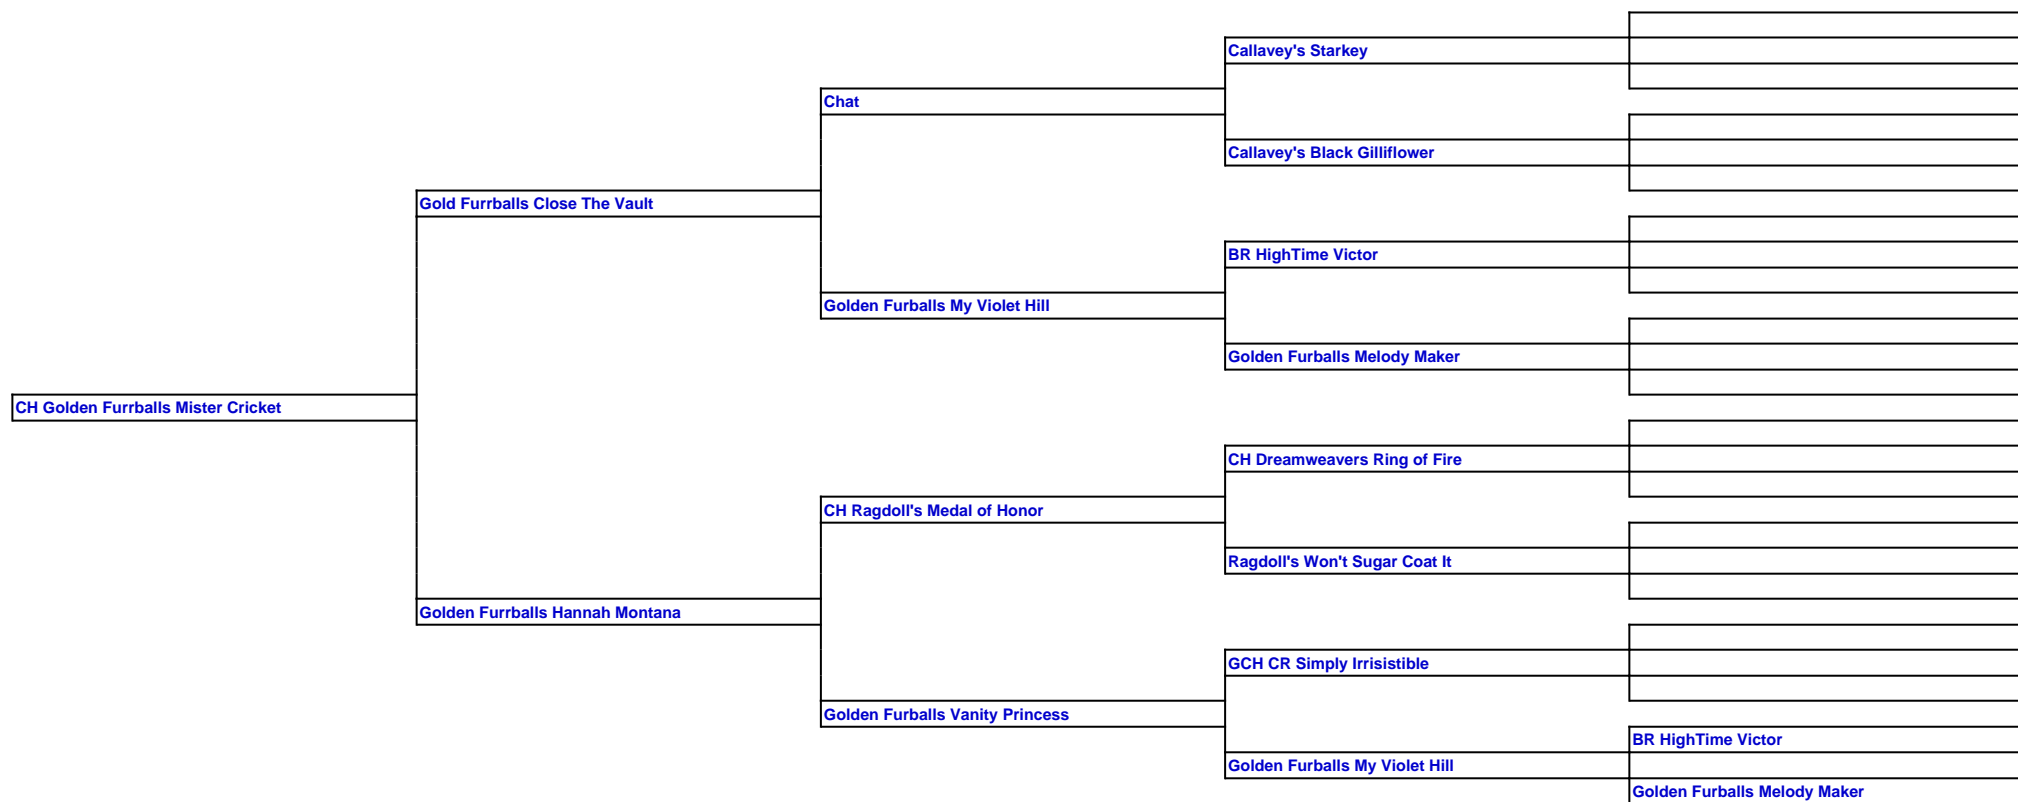 Callavey's Starkey
Chat
Callavey's Black Gilliflower
Gold Furrballs Close The Vault
BR HighTime Victor
Golden Furballs My Violet Hill
Golden Furballs Melody Maker
CH Golden Furrballs Mister Cricket
CH Dreamweavers Ring of Fire
CH Ragdoll's Medal of Honor
Ragdoll's Won't Sugar Coat It
Golden Furrballs Hannah Montana
GCH CR Simply Irrisistible
Golden Furballs Vanity Princess
BR HighTime Victor
Golden Furballs My Violet Hill
Golden Furballs Melody Maker